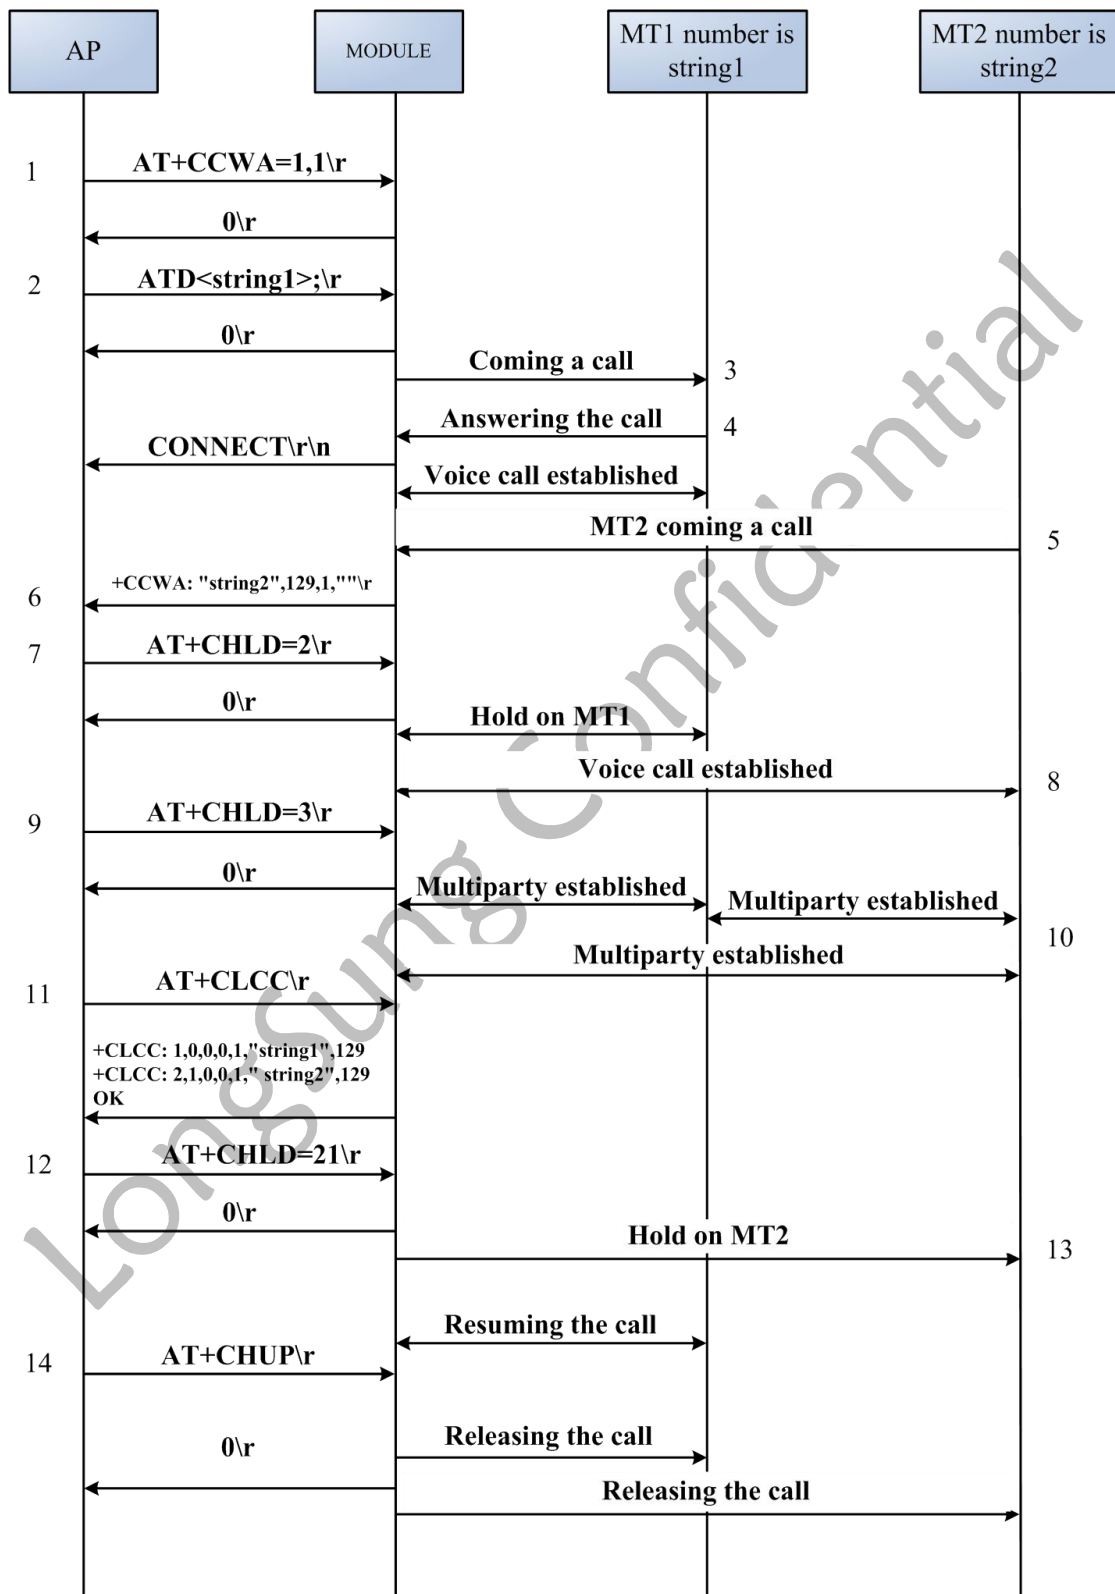 AP
MODULE
MT1 number is
string1
MT2 number is
string2
1
AT+CCWA=1,1\r
0\r
2
ATD<string1>;\r
0\r
Coming a call
3
Answering the call
4
CONNECT\r\n
Voice call established
MT2 coming a call
5
+CCWA: "string2",129,1,""\r
6
7
AT+CHLD=2\r
0\r
Hold on MT1
Voice call established
8
9
AT+CHLD=3\r
0\r
Multiparty established
Multiparty established
10
Multiparty established
11
AT+CLCC\r
+CLCC: 1,0,0,0,1,"string1",129
+CLCC: 2,1,0,0,1," string2",129
OK
12
AT+CHLD=21\r
0\r
Hold on MT2
13
Resuming the call
14
AT+CHUP\r
Releasing the call
0\r
Releasing the call
LongSung Confidential